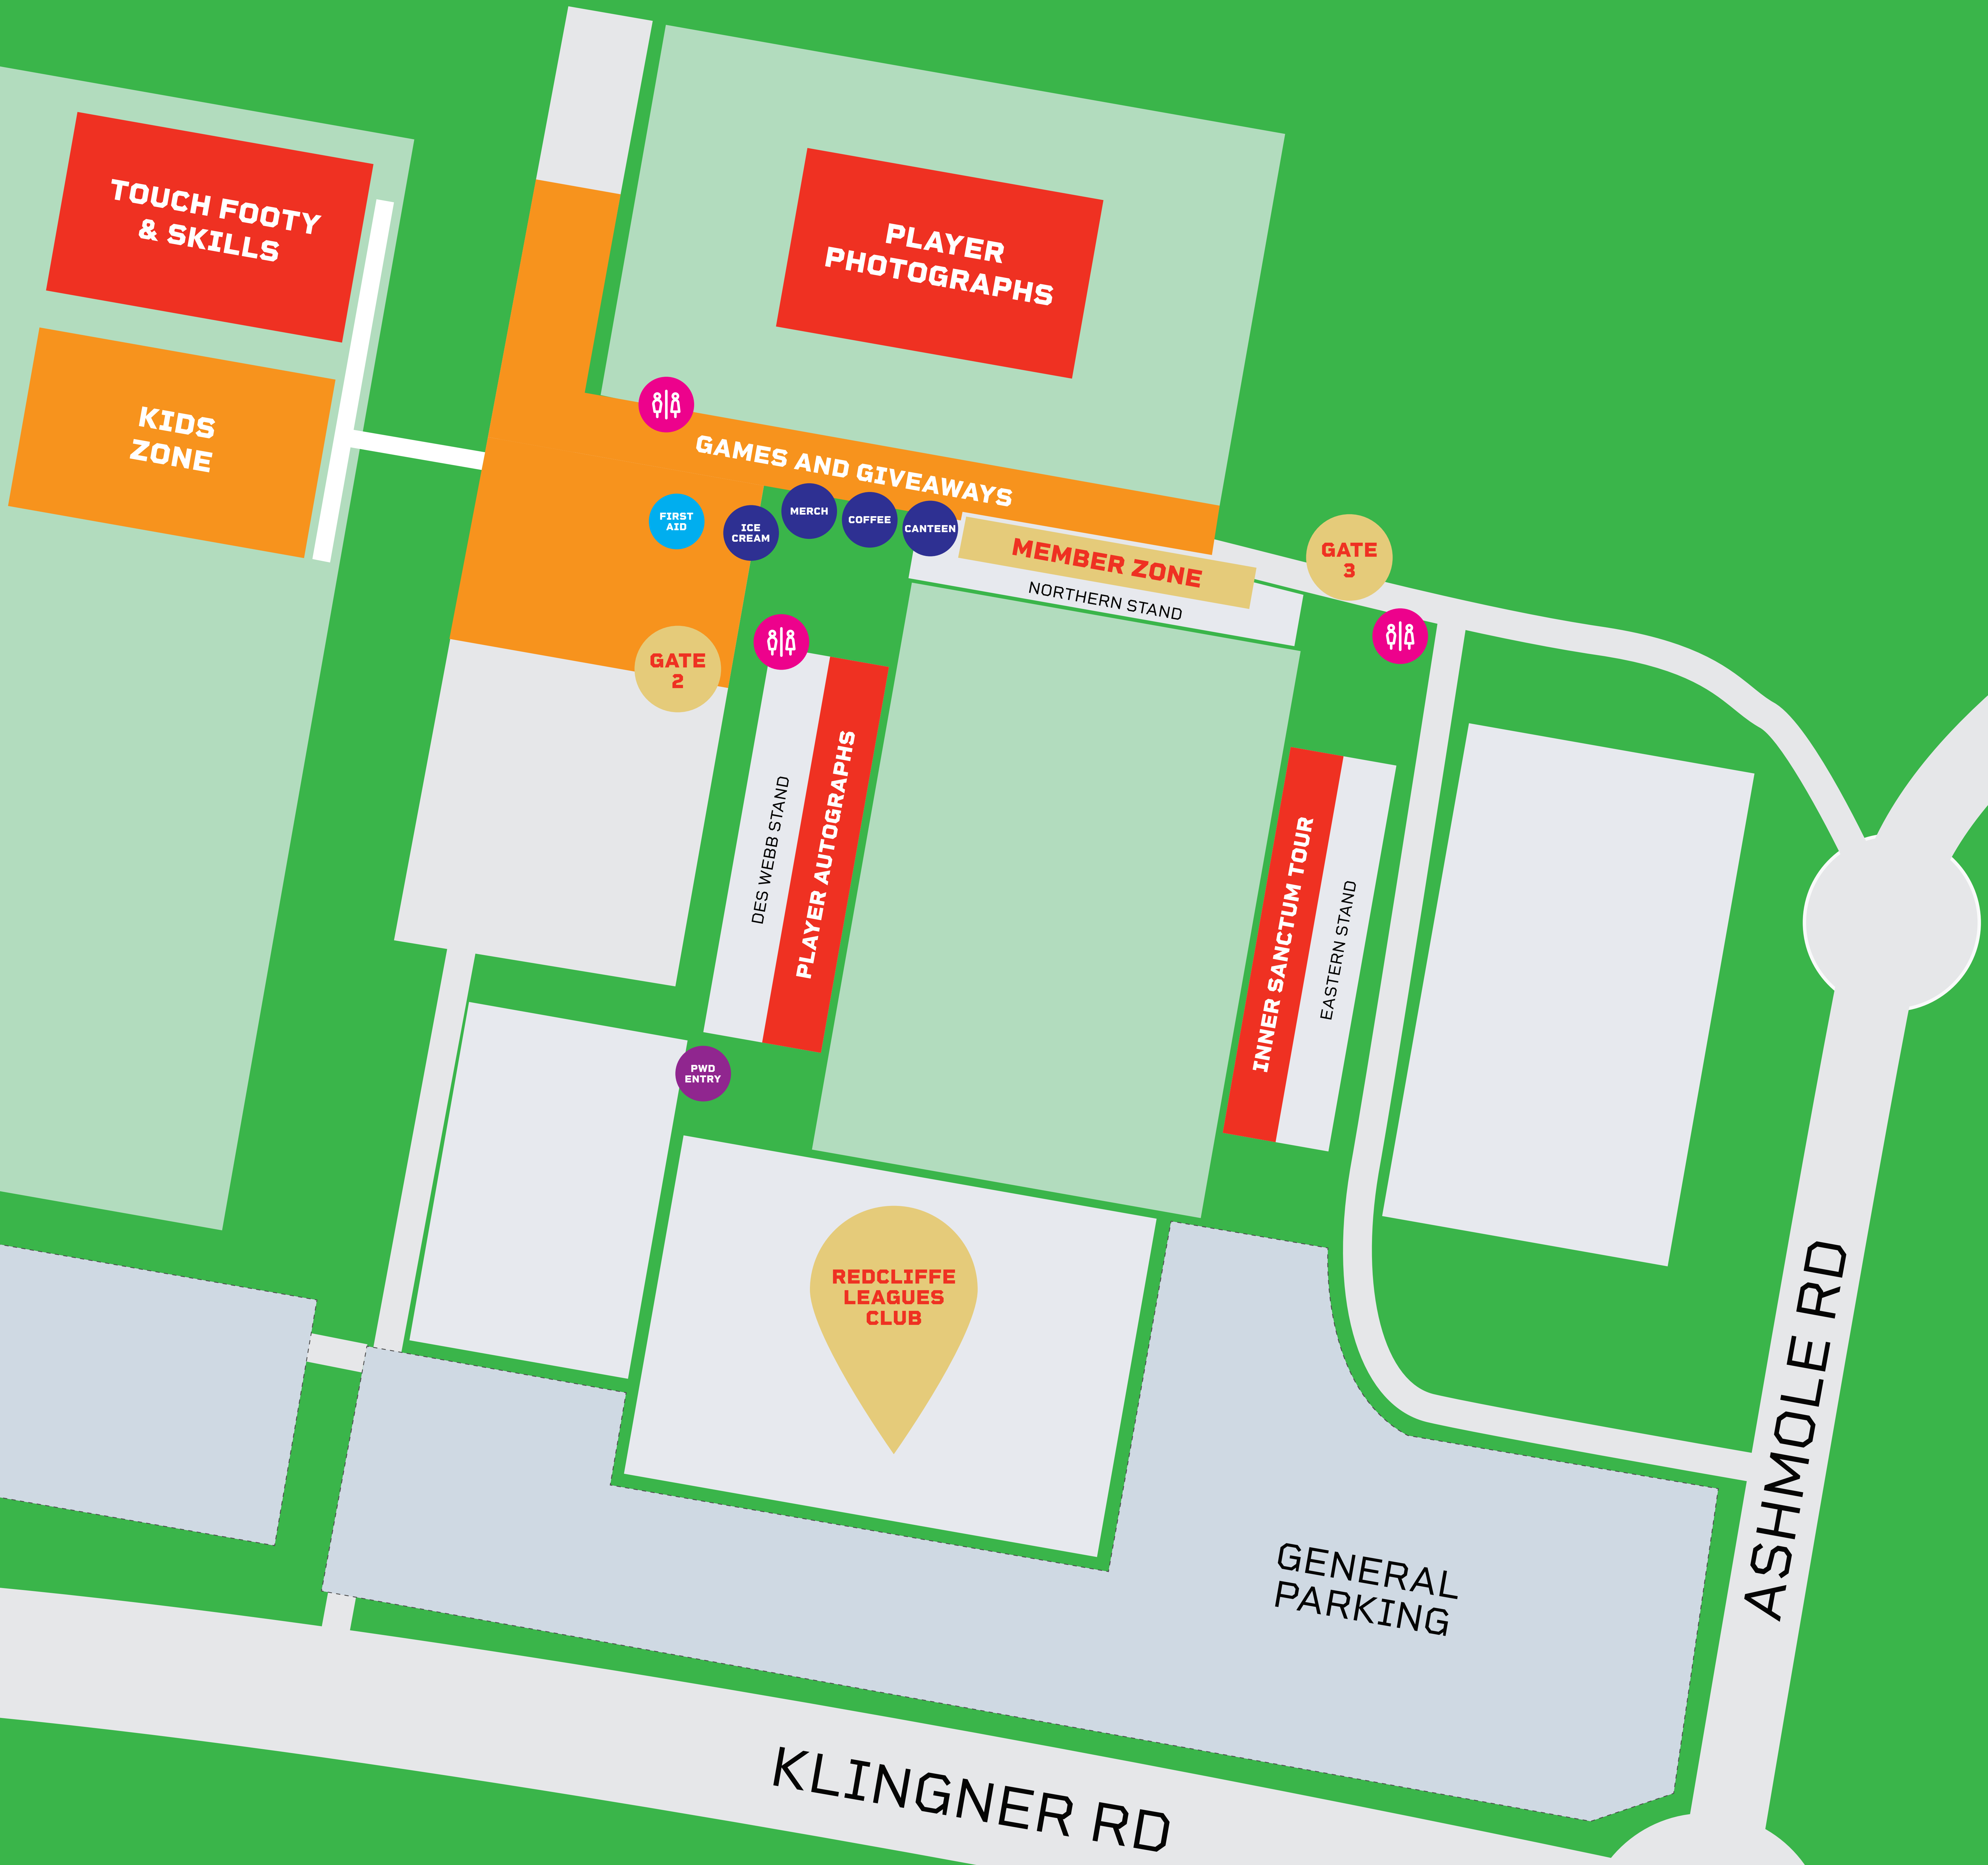 TOUCH FOOTY
& SKILLS
PLAYER
PHOTOGRAPHS
KIDS
ZONE
GAMES AND GIVEAWAYS
FIRST
AID
ICE
CREAM
MERCH
COFFEE
CANTEEN
MEMBER ZONE
NORTHERN STAND
GATE
3
GATE
2
DES WEBB STAND
PLAYER AUTOGRAPHS
INNER SANCTUM TOUR
EASTERN STAND
PWD
ENTRY
REDCLIFFE
LEAGUES
CLUB
GENERAL
PARKING
ASHMOLE RD
KLINGNER RD